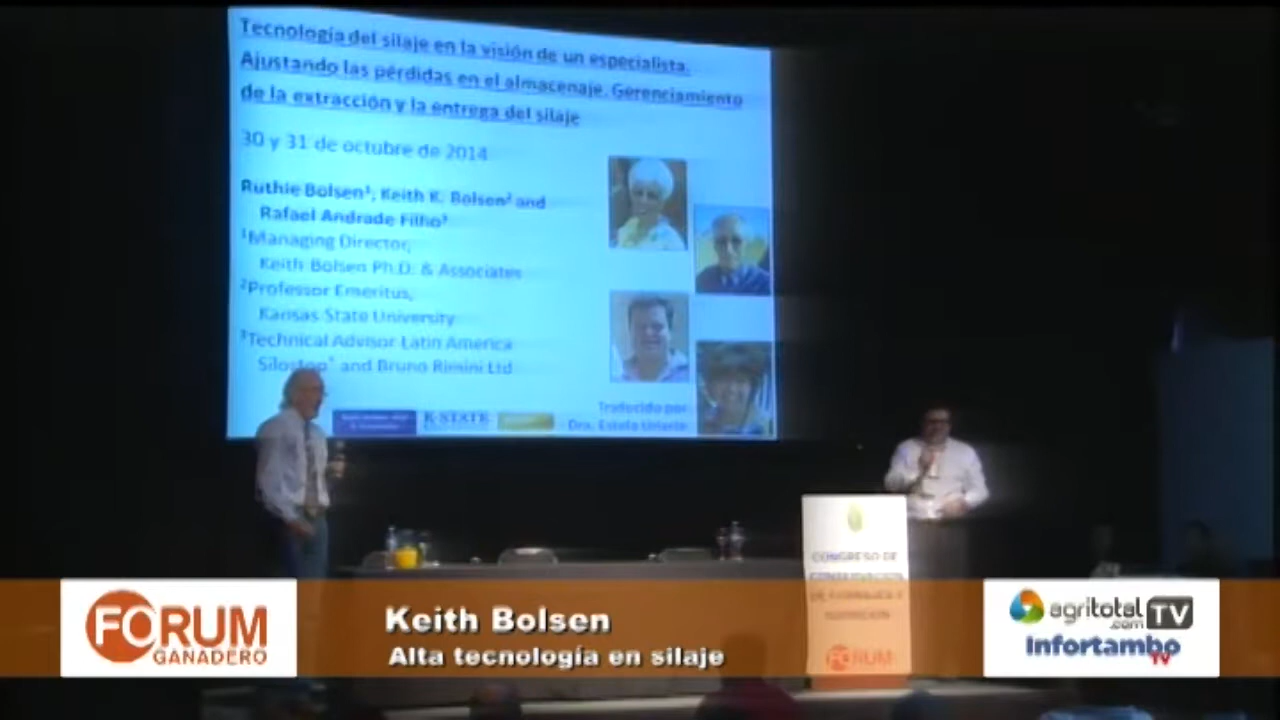 Tecnología del silaje en la visión de un especialista.
Ajustando las pérdidas en el almacenaje. Gerenciamiento
de la extracción y la entrega del silaje
30 y 31 de octubre de 2014
Ruthie Bolsen¹, Keith K. Bolsen² and
Rafael Andrade Filho³
¹Managing Director,
Keith Bolsen Ph.D. & Associates
²Professor Emeritus,
Kansas State University
³Technical Advisor Latin America
Silostop® and Bruno Rimini Ltd
K-STATE
Traducido por
Dra. Estela Uriarte
CONGRESO DE
CONSERVACION
DE FORRAJES Y
NUTRICION
FORUM
FORUM
GANADERO
Keith Bolsen
Alta tecnología en silaje
agritotal
.com
TV
Infortambo
TV